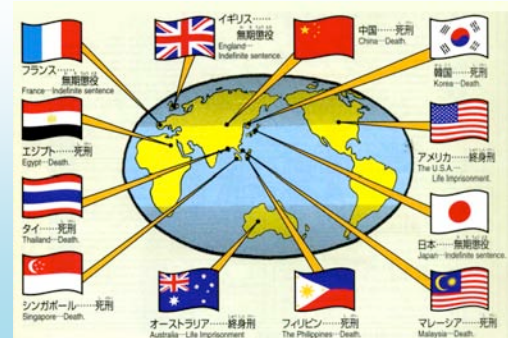 フランス……
無期懲役
France…Indefinite sentence
イギリス……
無期懲役
England…
Indefinite sentence
中国……死刑
China…Death.
韓国……死刑
Korea…Death.
エジプト……死刑
Egypt…Death.
アメリカ……終身刑
The U.S.A.…
Life Imprisonment.
タイ……死刑
Thailand…Death.
日本…無期懲役
Japan…Indefinite sentence.
シンガポール……死刑
Singapore…Death.
オーストラリア…終身刑
Australia…Life Imprisonment
フィリピン……死刑
The Philippines…Death.
マレーシア……死刑
Malaysia…Death.